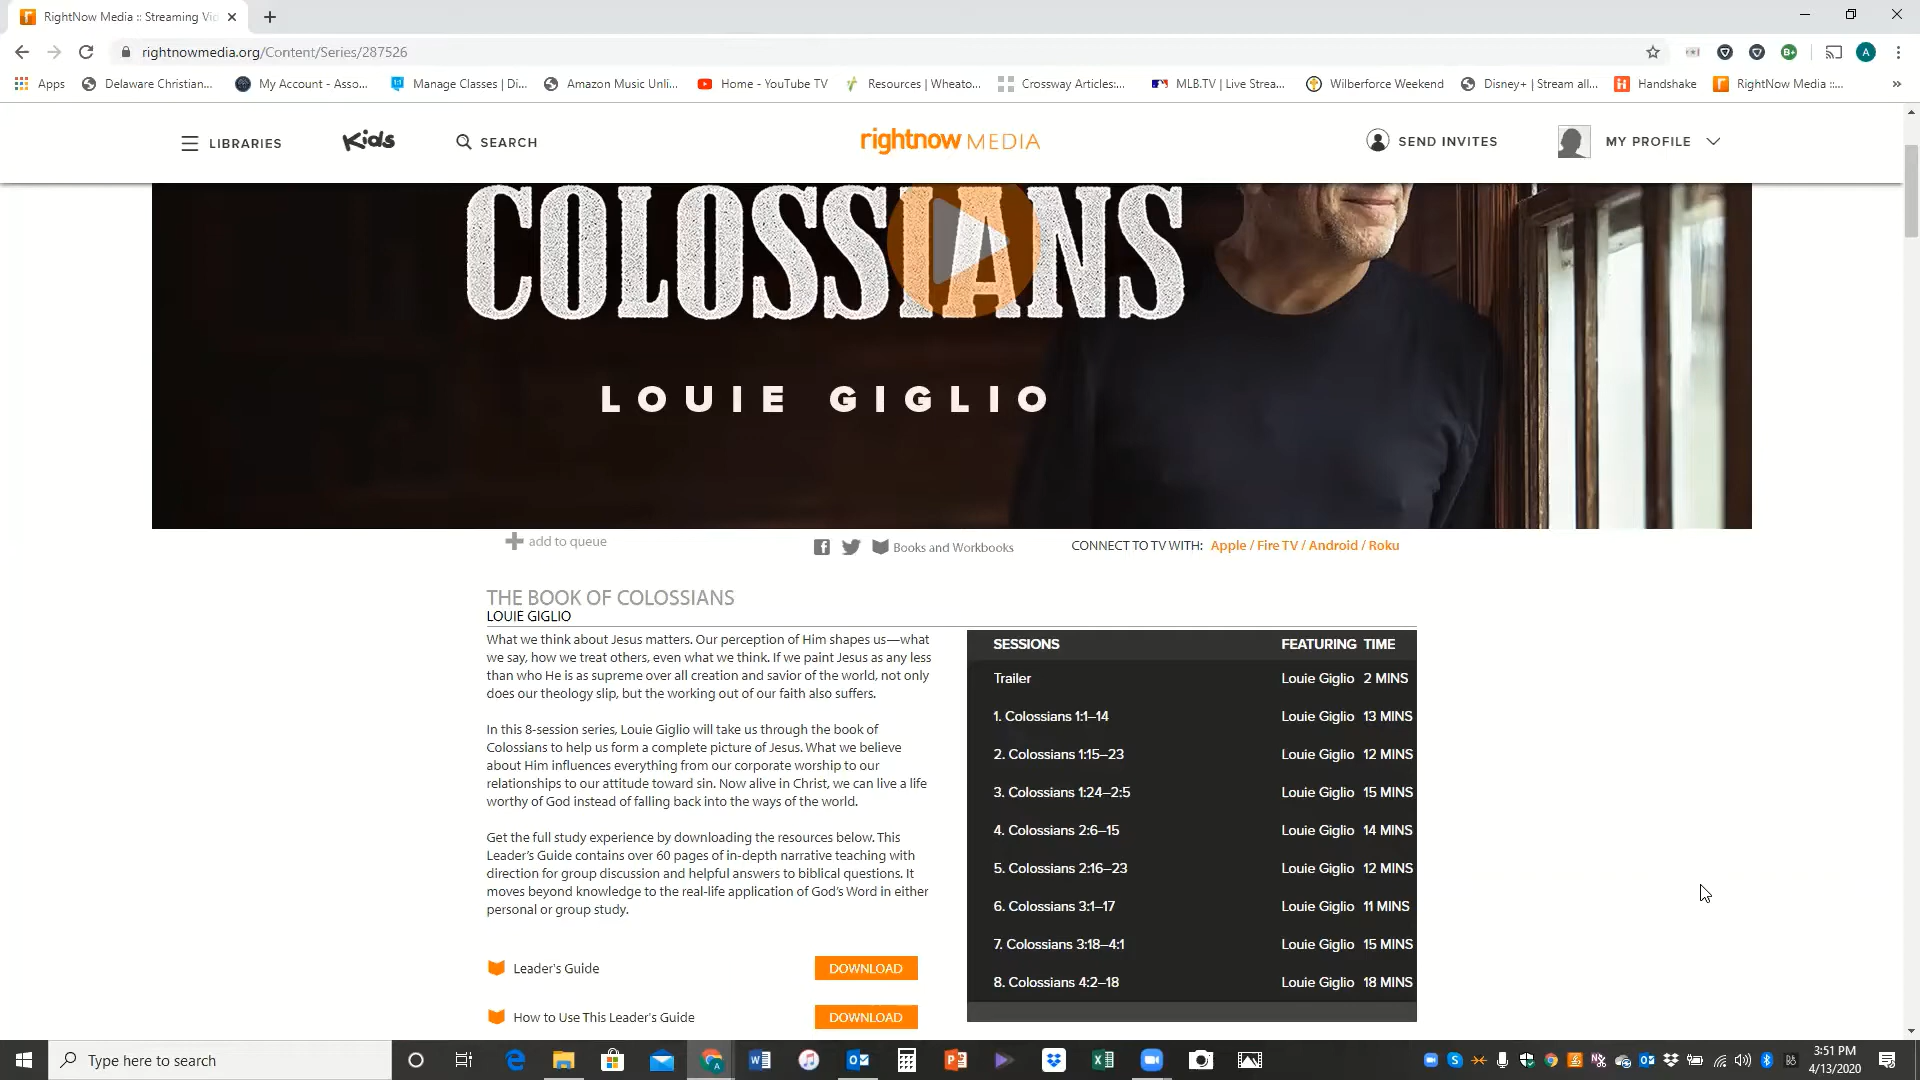 RightNow Media :: Streaming Vid
rightnowmedia.org/Content/Series/287526
A
Apps
Delaware Christian...
My Account - Asso...
Manage Classes | Di...
Amazon Music Unli...
Home - YouTube TV
Resources | Wheato...
Crossway Articles:...
MLB.TV | Live Strea...
Wilberforce Weekend
Disney+ | Stream all...
Handshake
RightNow Media ::...
LIBRARIES
Kids
SEARCH
rightnow MEDIA
SEND INVITES
MY PROFILE
COLOSSIANS
LOUIE GIGLIO
add to queue
Books and Workbooks
CONNECT TO TV WITH: Apple / Fire TV / Android / Roku
THE BOOK OF COLOSSIANS
LOUIE GIGLIO
What we think about Jesus matters. Our perception of Him shapes us—what
we say, how we treat others, even what we think. If we paint Jesus as any less
than who He is as supreme over all creation and savior of the world, not only
does our theology slip, but the working out of our faith also suffers.
In this 8-session series, Louie Giglio will take us through the book of
Colossians to help us form a complete picture of Jesus. What we believe
about Him influences everything from our corporate worship to our
relationships to our attitude toward sin. Now alive in Christ, we can live a life
worthy of God instead of falling back into the ways of the world.
Get the full study experience by downloading the resources below. This
Leader's Guide contains over 60 pages of in-depth narrative teaching with
direction for group discussion and helpful answers to biblical questions. It
moves beyond knowledge to the real-life application of God's Word in either
personal or group study.
Leader's Guide DOWNLOAD
How to Use This Leader's Guide DOWNLOAD
SESSIONS FEATURING TIME
Trailer Louie Giglio 2 MINS
1. Colossians 1:1–14 Louie Giglio 13 MINS
2. Colossians 1:15–23 Louie Giglio 12 MINS
3. Colossians 1:24–2:5 Louie Giglio 15 MINS
4. Colossians 2:6–15 Louie Giglio 14 MINS
5. Colossians 2:16–23 Louie Giglio 12 MINS
6. Colossians 3:1–17 Louie Giglio 11 MINS
7. Colossians 3:18–4:1 Louie Giglio 15 MINS
8. Colossians 4:2–18 Louie Giglio 18 MINS
Type here to search
3:51 PM
4/13/2020